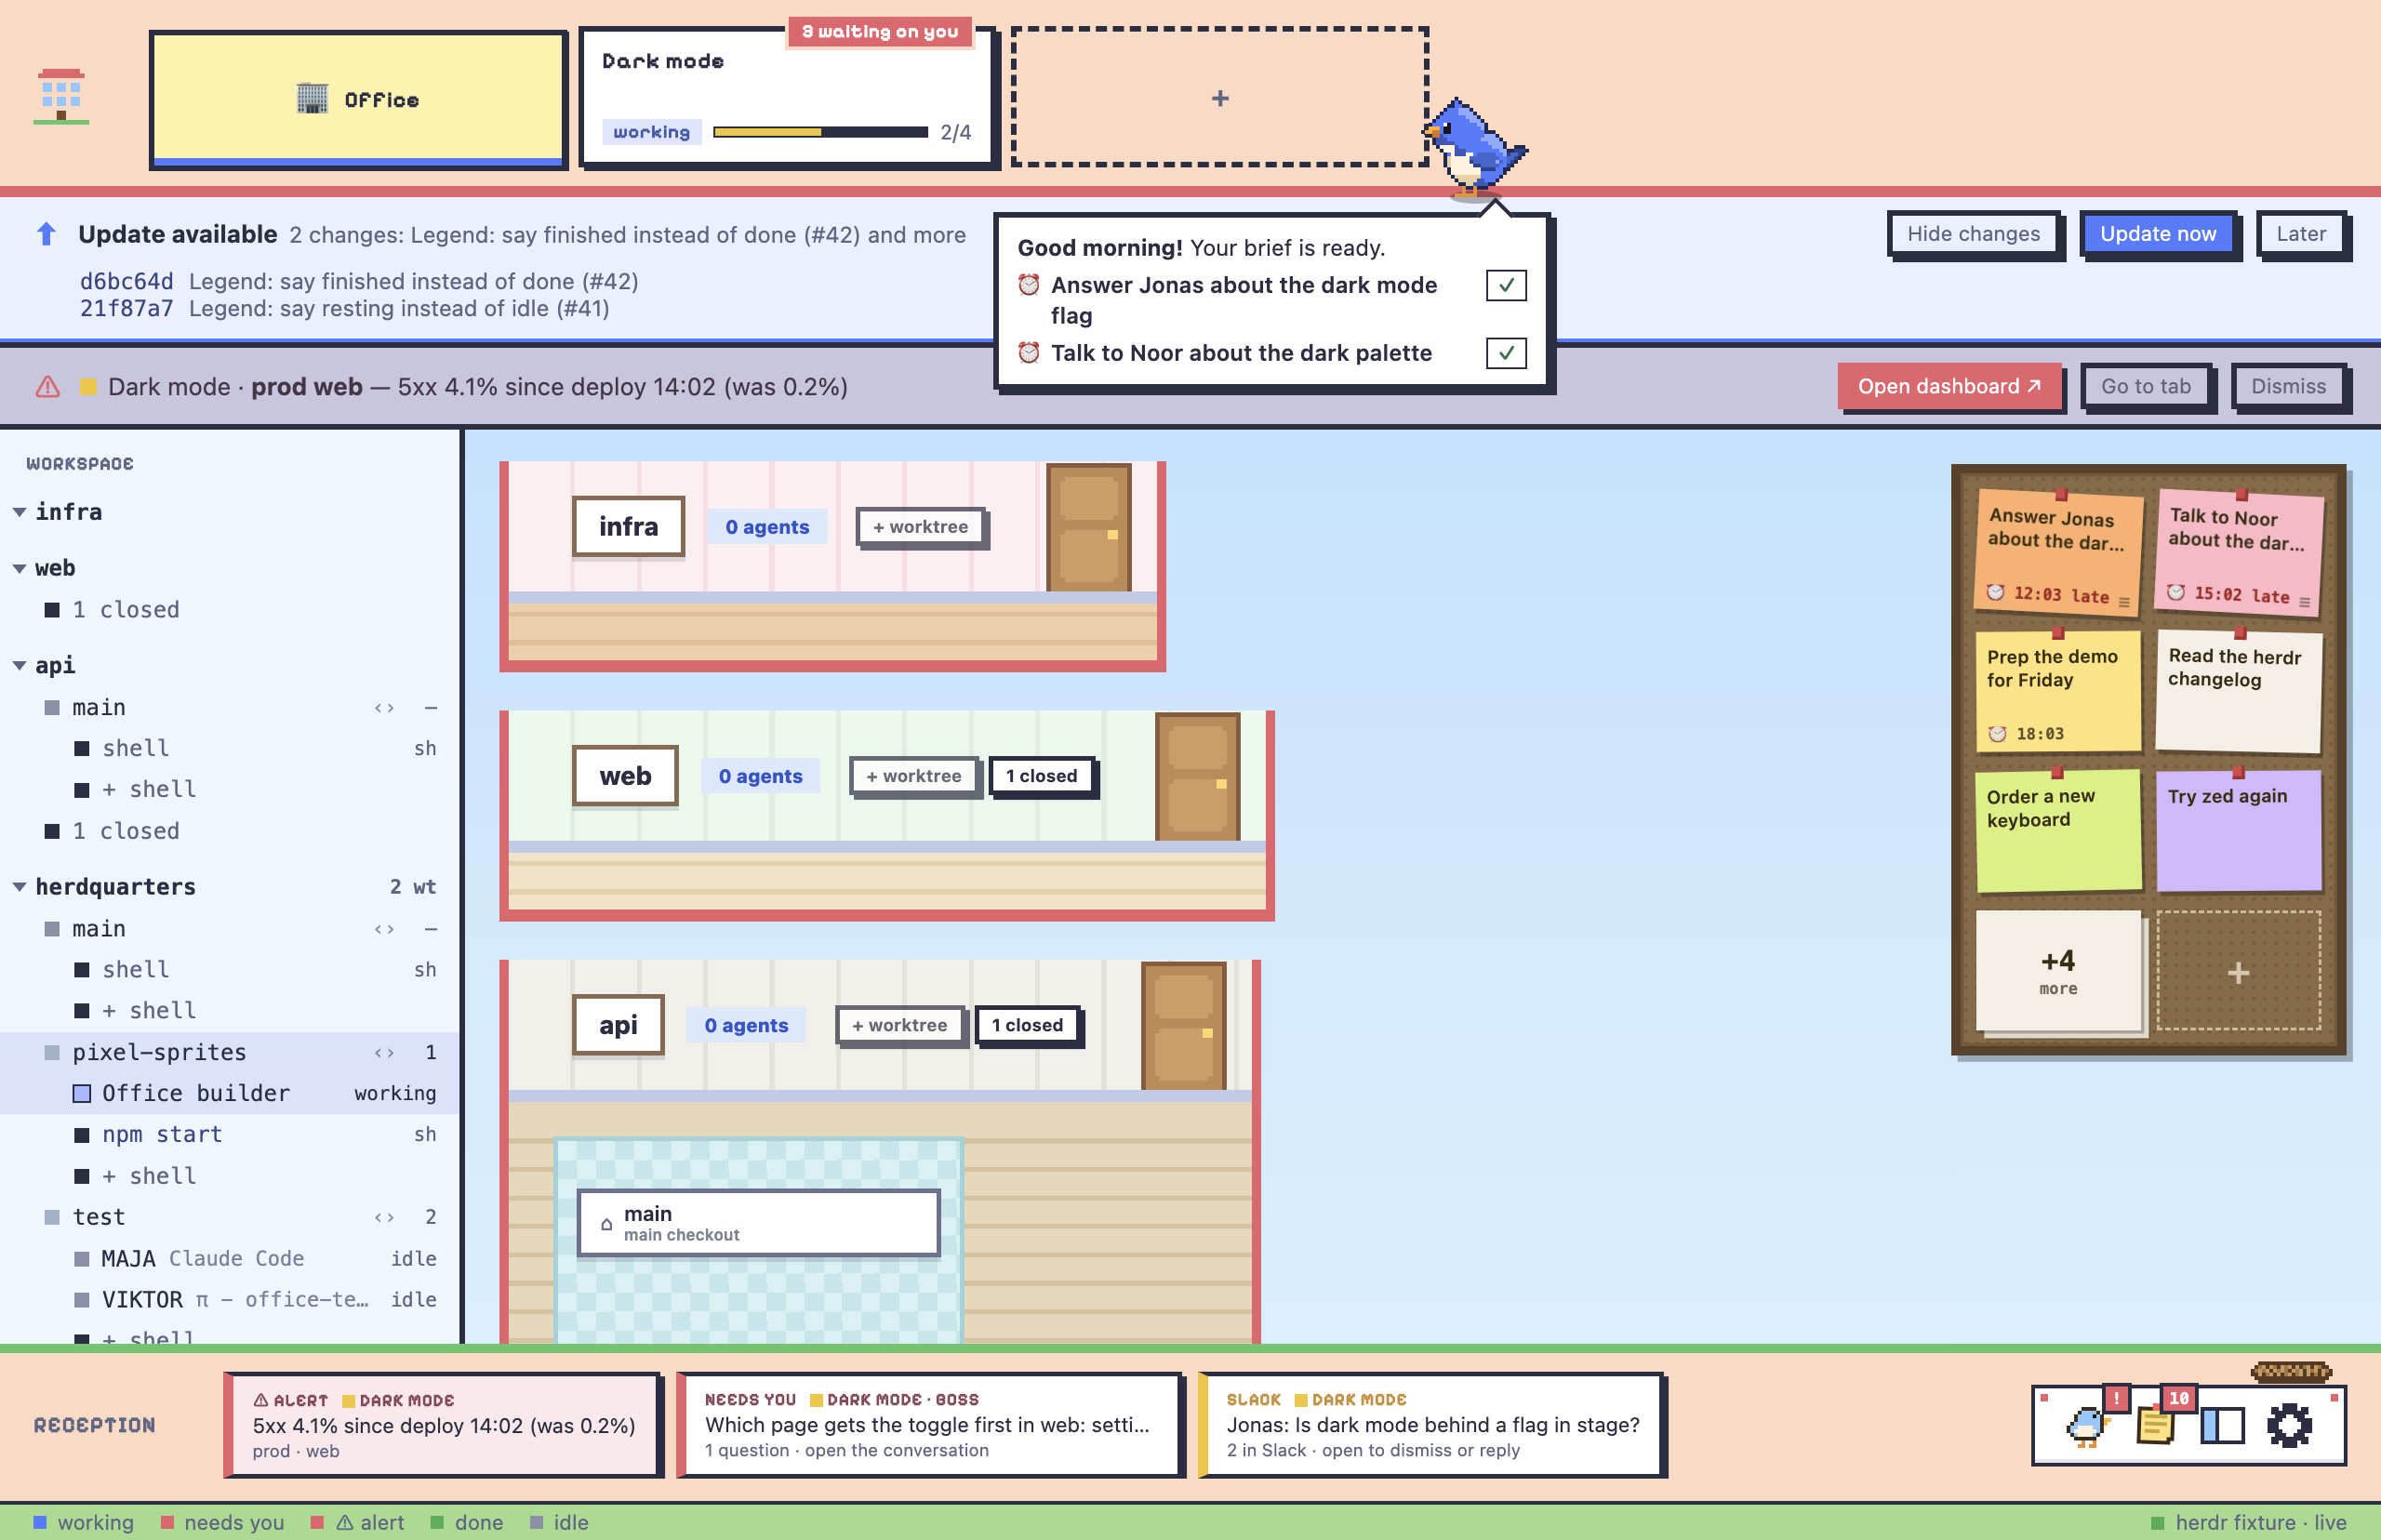 Office
3 waiting on you
Dark mode
working 2/4
+
Update available 2 changes: Legend: say finished instead of done (#42) and more
d6bc64d Legend: say finished instead of done (#42)
21f87a7 Legend: say resting instead of idle (#41)
Hide changes
Update now
Later
Good morning! Your brief is ready.
Answer Jonas about the dark mode
flag
Talk to Noor about the dark palette
Dark mode · prod web — 5xx 4.1% since deploy 14:02 (was 0.2%)
Open dashboard ↗
Go to tab
Dismiss
WORKSPACE
infra
web
1 closed
api
main <> —
shell sh
+ shell
1 closed
herdquarters 2 wt
main <> —
shell sh
+ shell
pixel-sprites <> 1
Office builder working
npm start sh
+ shell
test <> 2
MAJA Claude Code idle
VIKTOR π - office-te… idle
+ shell
infra 0 agents + worktree
web 0 agents + worktree 1 closed
api 0 agents + worktree 1 closed
main
main checkout
Answer Jonas
about the dar...
12:03 late
Talk to Noor
about the dar...
15:02 late
Prep the demo
for Friday
18:03
Read the herdr
changelog
Order a new
keyboard
Try zed again
+4
more
+
RECEPTION
ALERT DARK MODE
5xx 4.1% since deploy 14:02 (was 0.2%)
prod · web
NEEDS YOU DARK MODE · BOSS
Which page gets the toggle first in web: setti...
1 question · open the conversation
SLACK DARK MODE
Jonas: Is dark mode behind a flag in stage?
2 in Slack · open to dismiss or reply
! 10
working needs you alert done idle
herdr fixture · live